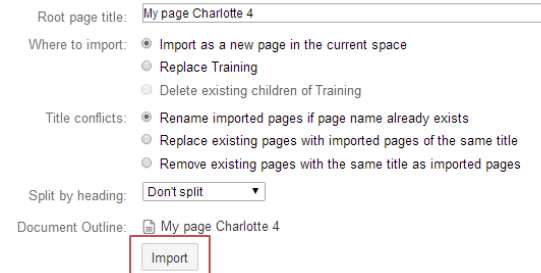 Root page title: My page Charlotte 4
Where to import: Import as a new page in the current space
Replace Training
Delete existing children of Training
Title conflicts: Rename imported pages if page name already exists
Replace existing pages with imported pages of the same title
Remove existing pages with the same title as imported pages
Split by heading: Don't split
Document Outline: My page Charlotte 4
Import